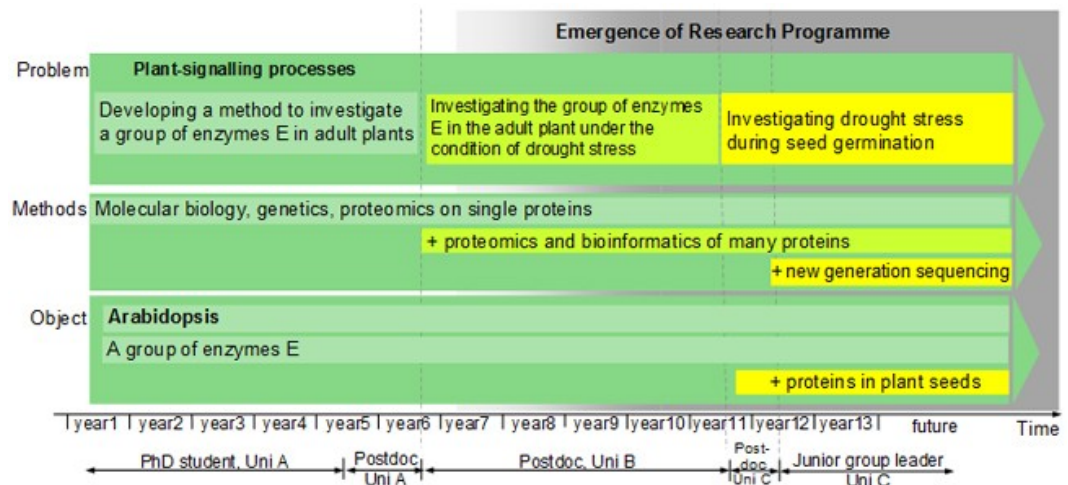 Emergence of Research Programme
Problem
Plant-signalling processes
Developing a method to investigate
a group of enzymes E in adult plants
Investigating the group of enzymes
E in the adult plant under the
condition of drought stress
Investigating drought stress
during seed germination
Methods
Molecular biology, genetics, proteomics on single proteins
+ proteomics and bioinformatics of many proteins
+ new generation sequencing
Object
Arabidopsis
A group of enzymes E
+ proteins in plant seeds
year1 year2 year3 year4 year5 year6 year7 year8 year9 year10 year11 year12 year13 future
Time
PhD student, Uni A
Postdoc,
Uni A
Postdoc, Uni B
Post-
doc
Uni C
Junior group leader
Uni C